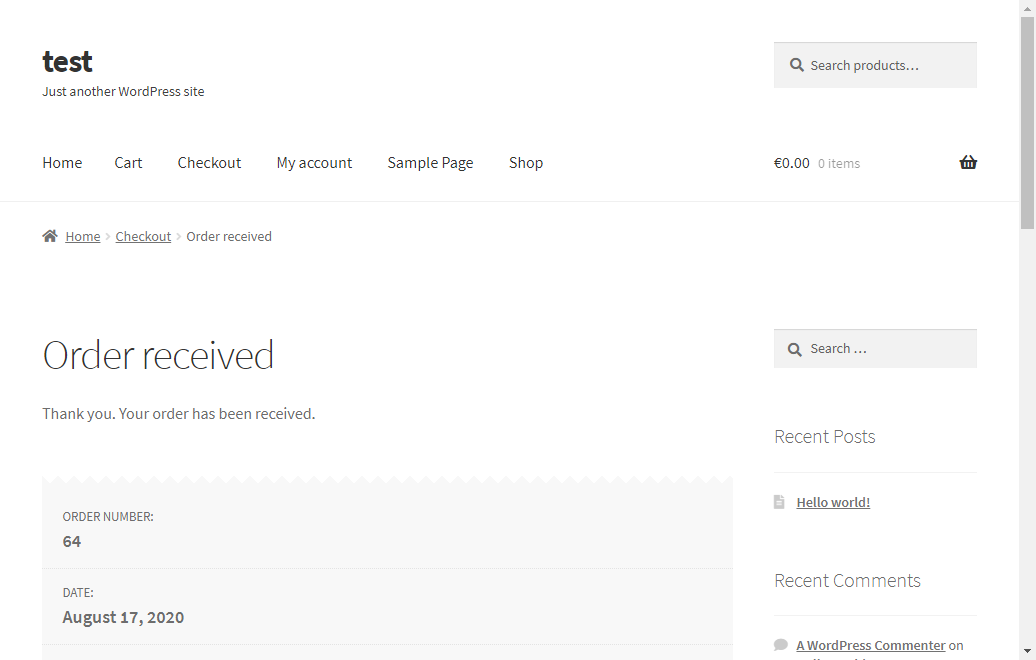 test
Just another WordPress site
Search products…
Home Cart Checkout My account Sample Page Shop
€0.00 0 items
Home Checkout Order received
Order received
Thank you. Your order has been received.
ORDER NUMBER:
64
DATE:
August 17, 2020
Search …
Recent Posts
Hello world!
Recent Comments
A WordPress Commenter on